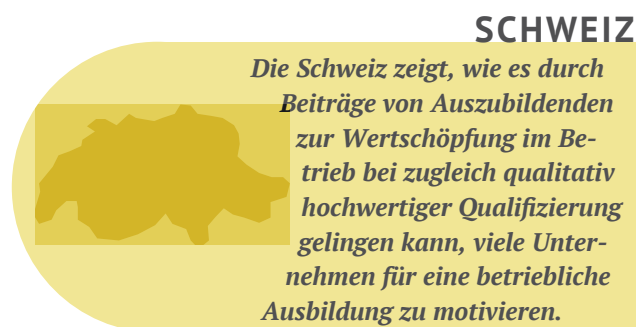 SCHWEIZ
Die Schweiz zeigt, wie es durch
Beiträge von Auszubildenden
zur Wertschöpfung im Be-
trieb bei zugleich qualitativ
hochwertiger Qualifizierung
gelingen kann, viele Unter-
nehmen für eine betriebliche
Ausbildung zu motivieren.